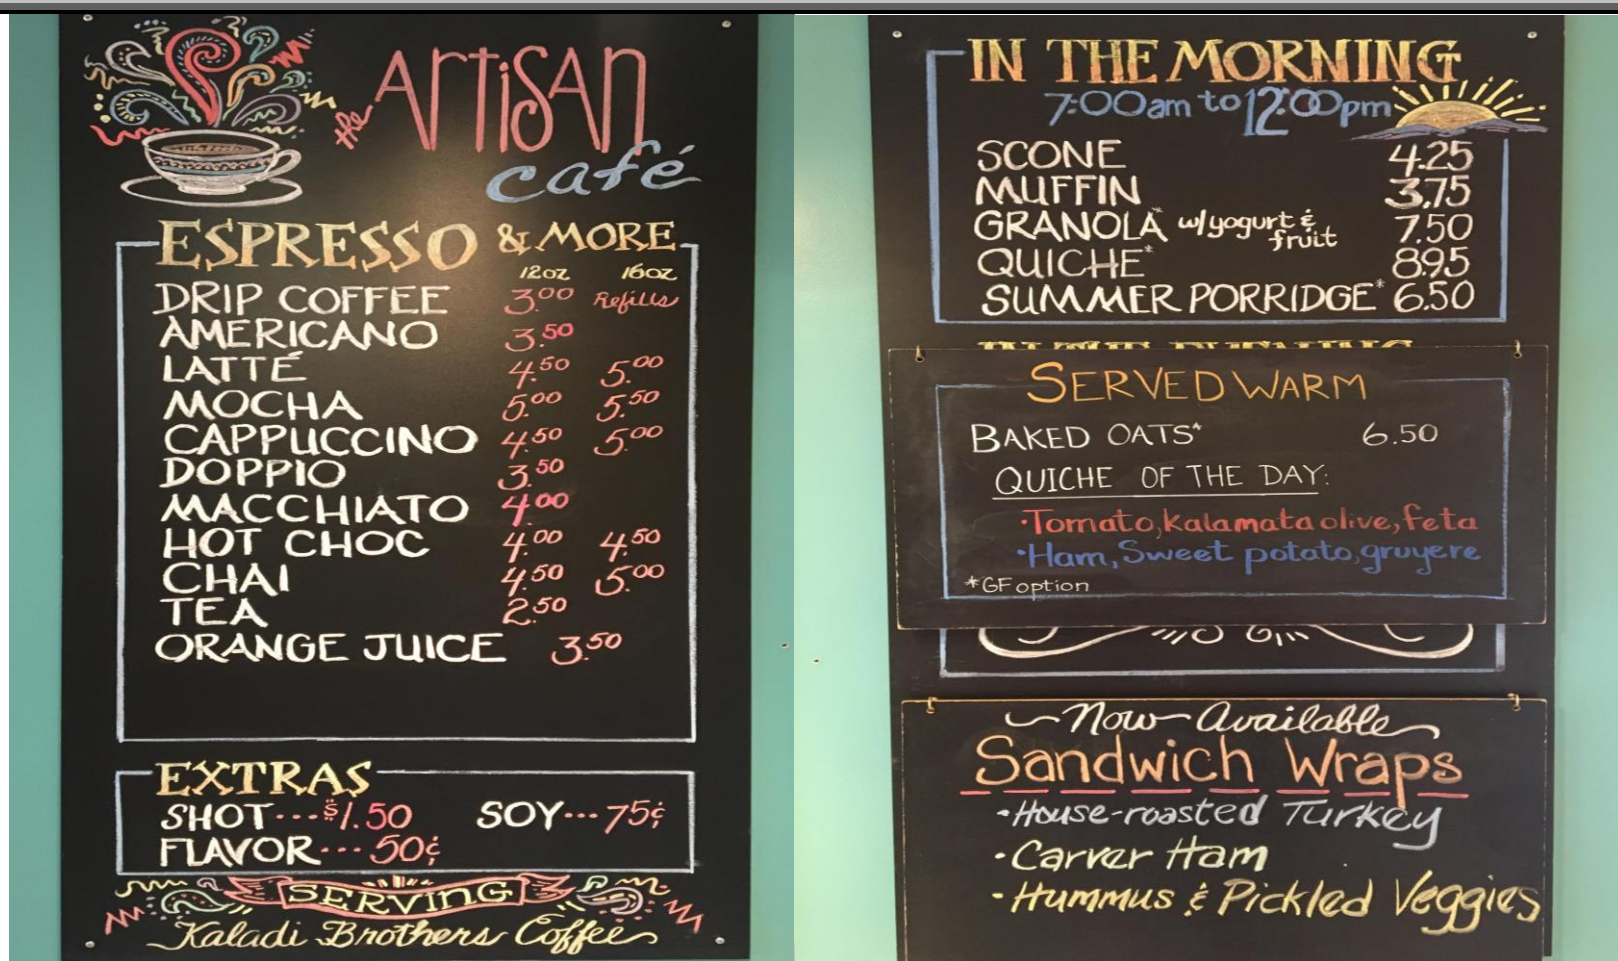 the ARTISAN
café
ESPRESSO & MORE
12oz 16oz
DRIP COFFEE 3.00 Refills
AMERICANO 3.50
LATTÉ 4.50 5.00
MOCHA 5.00 5.50
CAPPUCCINO 4.50 5.00
DOPPIO 3.50
MACCHIATO 4.00
HOT CHOC 4.00 4.50
CHAI 4.50 5.00
TEA 2.50
ORANGE JUICE 3.50
EXTRAS
SHOT...$1.50 SOY...75¢
FLAVOR...50¢
SERVING
Kaladi Brothers Coffee
IN THE MORNING
7:00am to 12:00pm
SCONE 4.25
MUFFIN 3.75
GRANOLA* w/yogurt & fruit 7.50
QUICHE* 8.95
SUMMER PORRIDGE* 6.50
IN THE EVENING
SERVED WARM
BAKED OATS* 6.50
QUICHE OF THE DAY:
·Tomato, kalamata olive, feta
·Ham, Sweet potato, gruyere
*GF option
Now Available
Sandwich Wraps
·House-roasted Turkey
·Carver Ham
·Hummus & Pickled Veggies